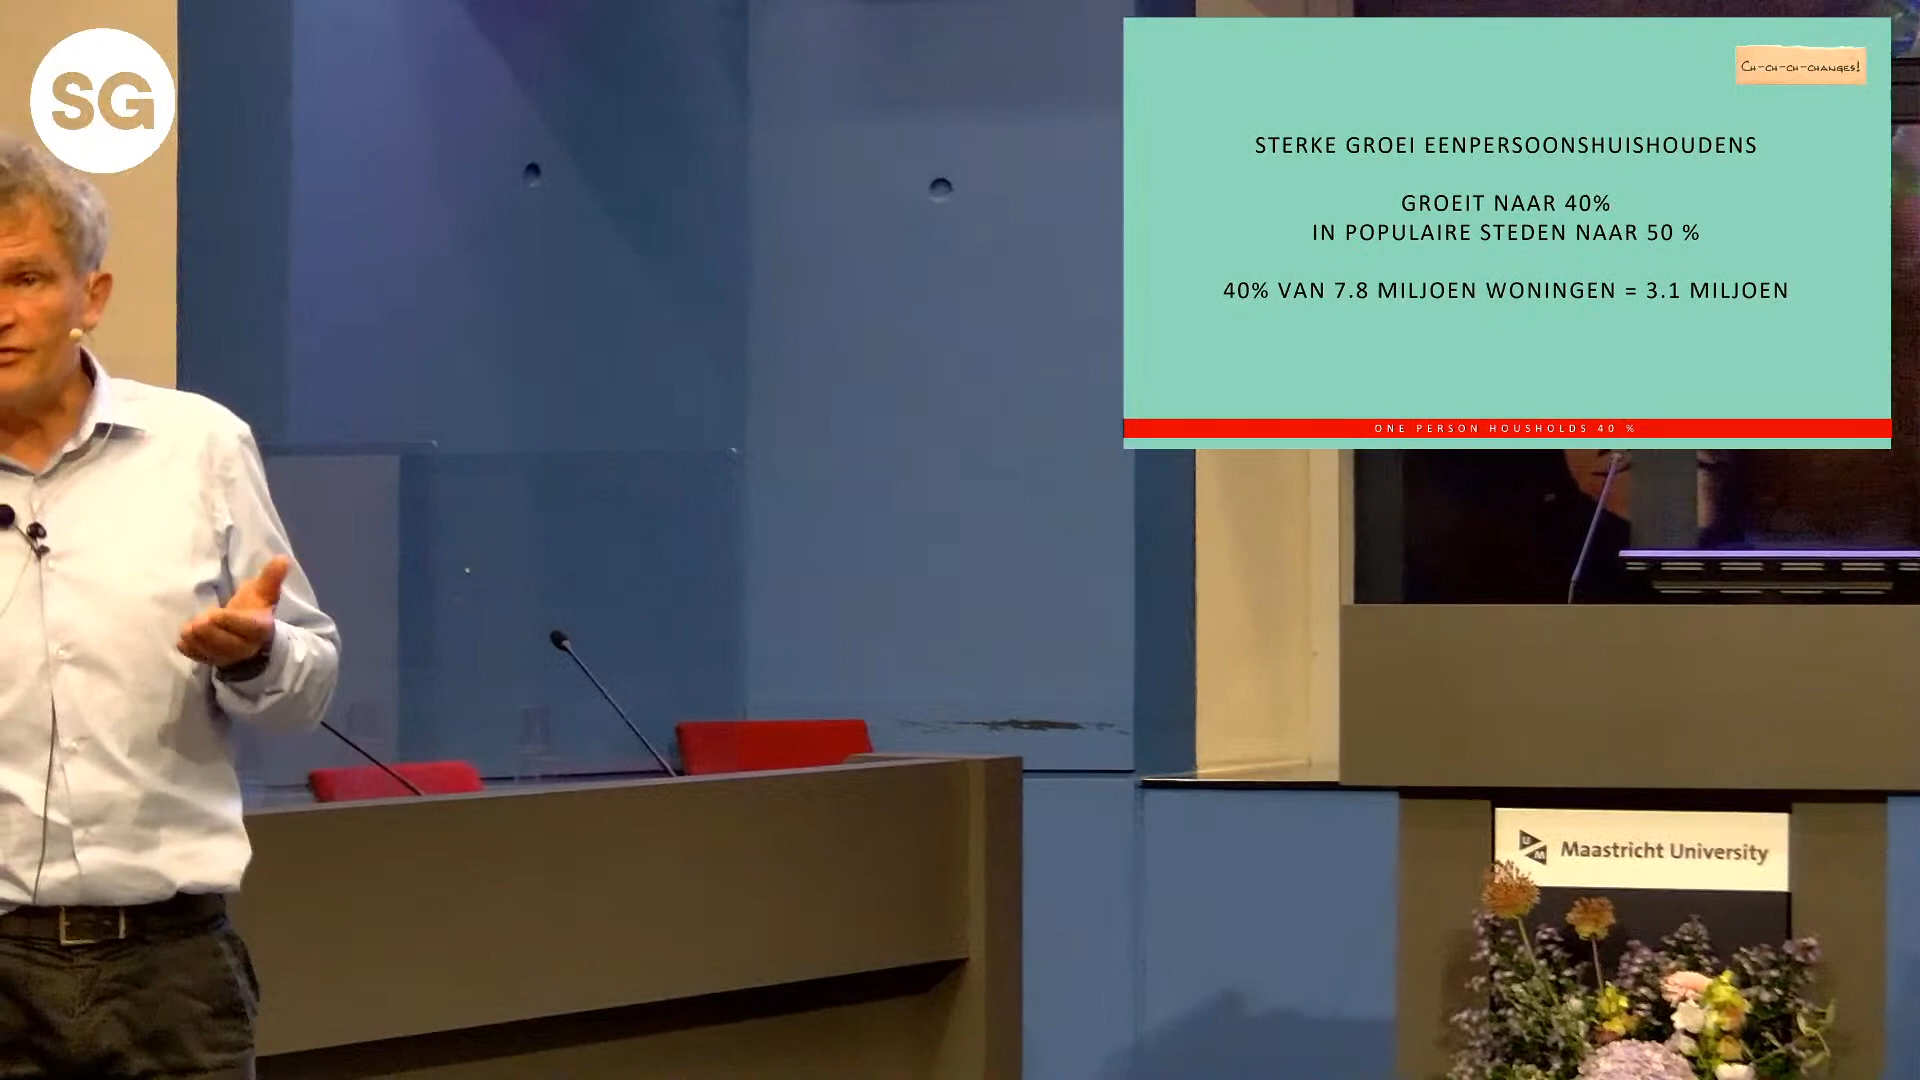 SG
Ch-ch-ch-changes!
STERKE GROEI EENPERSOONSHUISHOUDENS
GROEIT NAAR 40%
IN POPULAIRE STEDEN NAAR 50 %
40% VAN 7.8 MILJOEN WONINGEN = 3.1 MILJOEN
ONE PERSON HOUSHOLDS 40 %
UM
Maastricht University